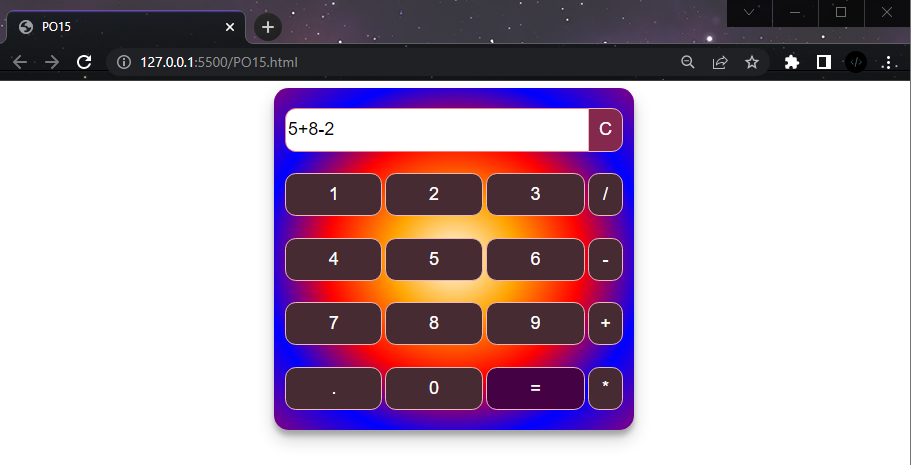 PO15
127.0.0.1:5500/PO15.html
5+8-2 C
1 2 3 /
4 5 6 -
7 8 9 +
. 0 = *